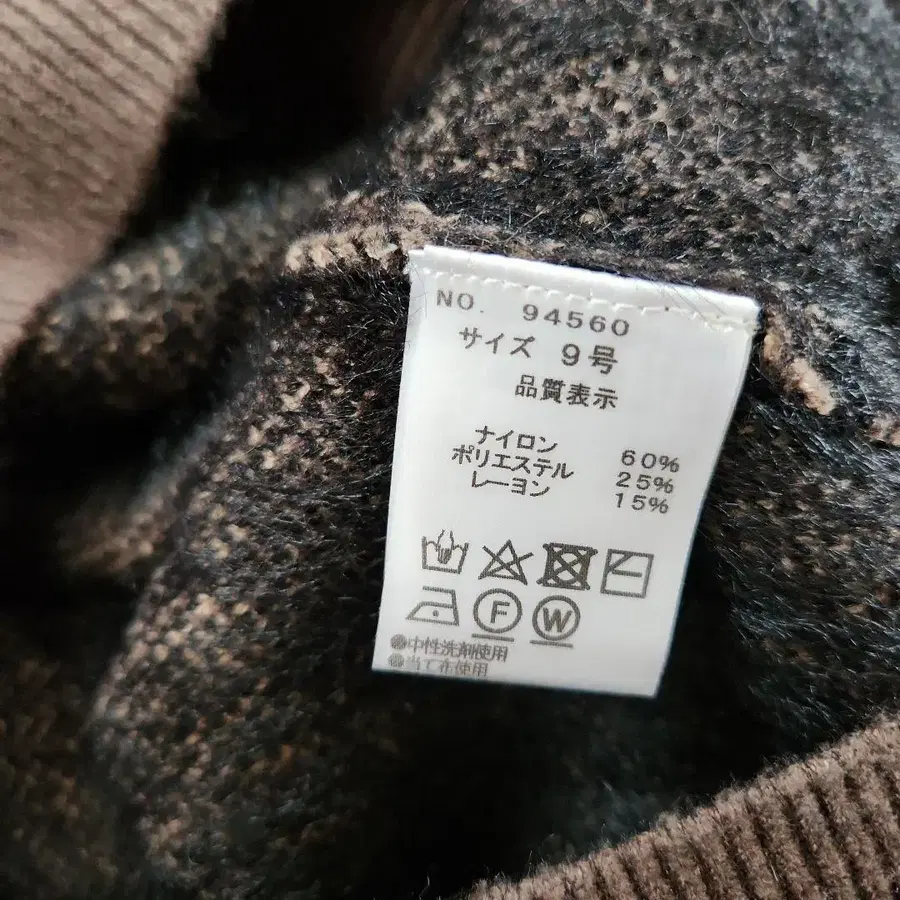 NO. 94560
サイズ 9号
品質表示
ナイロン 60%
ポリエステル 25%
レーヨン 15%
F W
中性洗剤使用
当て布使用